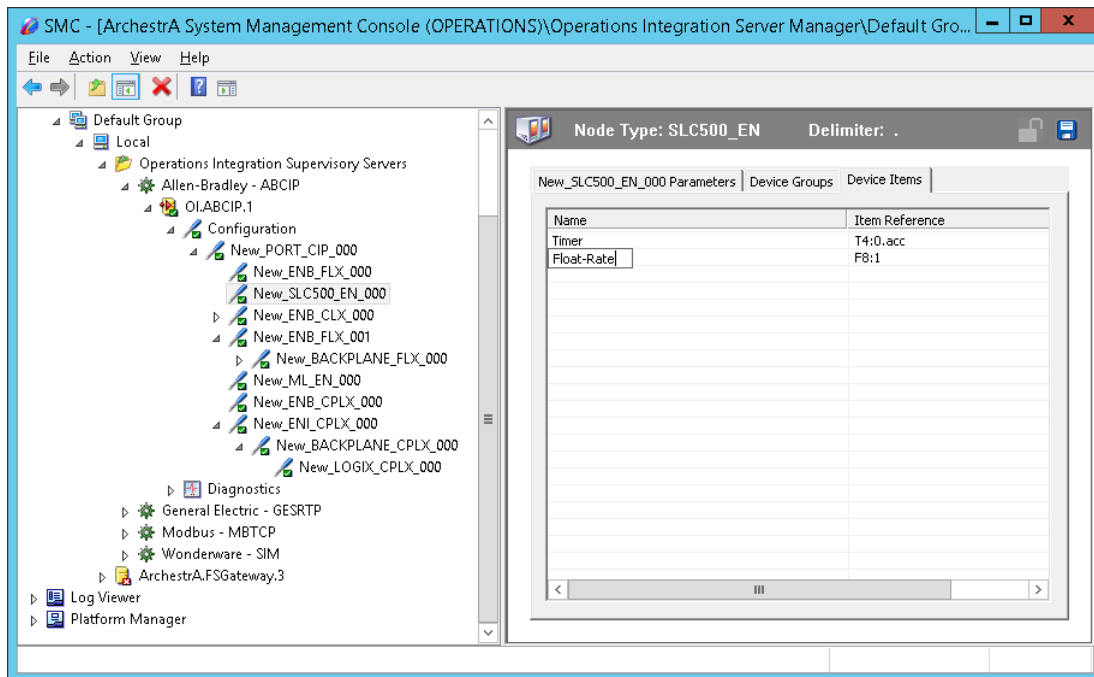 SMC - [ArchestrA System Management Console (OPERATIONS)\Operations Integration Server Manager\Default Gro...
File Action View Help
Default Group
Local
Operations Integration Supervisory Servers
Allen-Bradley - ABCIP
OI.ABCIP.1
Configuration
New_PORT_CIP_000
New_ENB_FLX_000
New_SLC500_EN_000
New_ENB_CLX_000
New_ENB_FLX_001
New_BACKPLANE_FLX_000
New_ML_EN_000
New_ENB_CPLX_000
New_ENI_CPLX_000
New_BACKPLANE_CPLX_000
New_LOGIX_CPLX_000
Diagnostics
General Electric - GESRTP
Modbus - MBTCP
Wonderware - SIM
ArchestrA.FSGateway.3
Log Viewer
Platform Manager
Node Type: SLC500_EN Delimiter: .
New_SLC500_EN_000 Parameters Device Groups Device Items
Name Item Reference
Timer T4:0.acc
Float-Rate F8:1